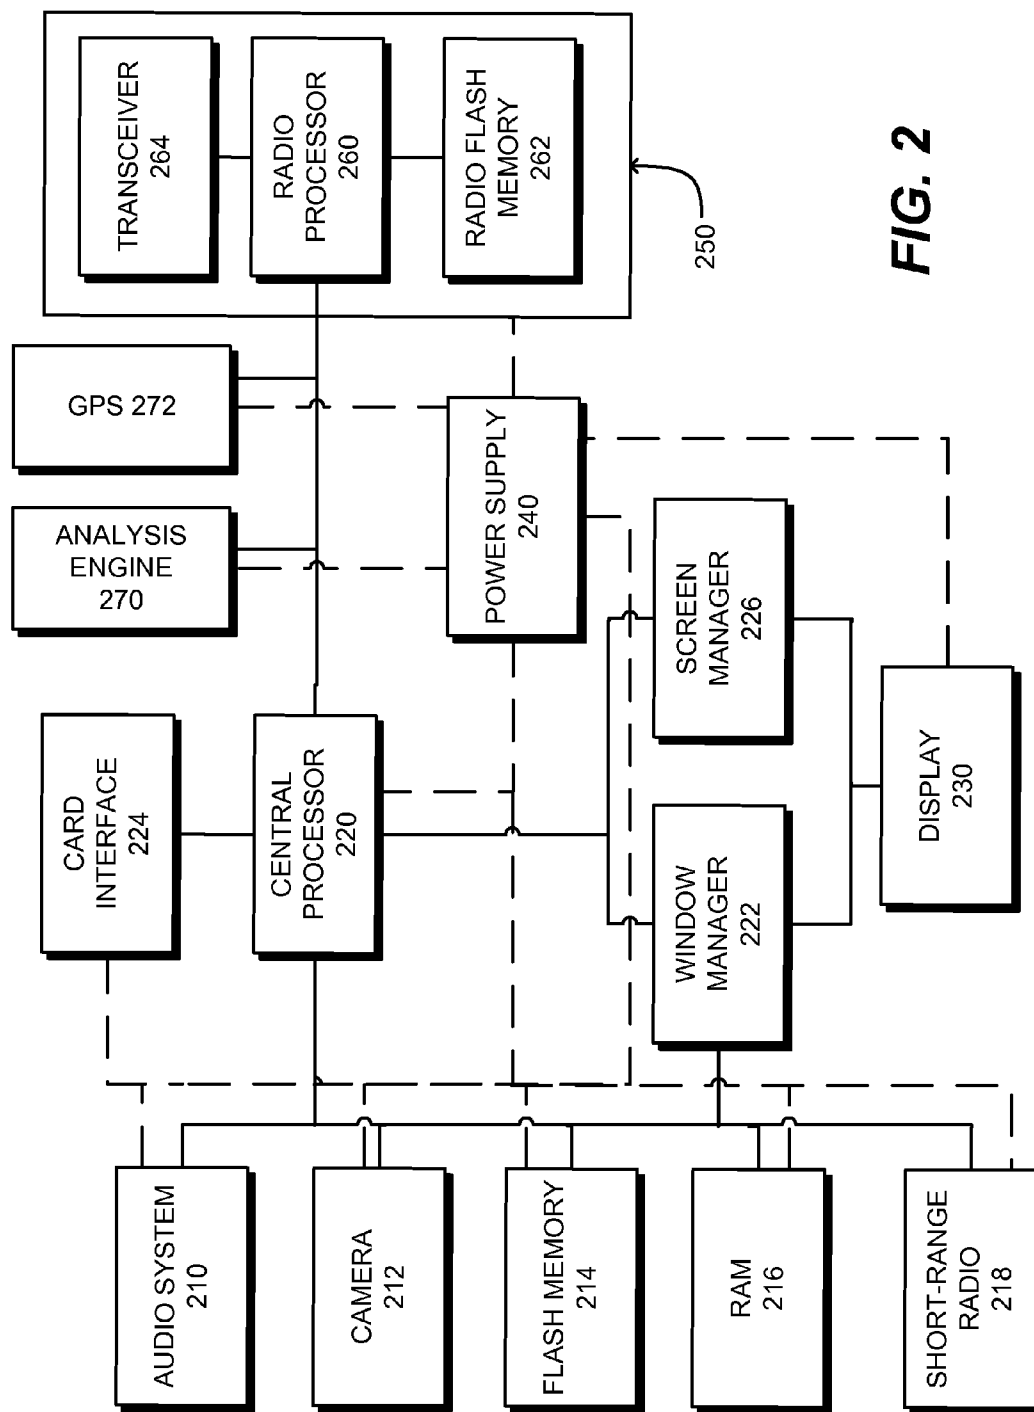 AUDIO SYSTEM
210
CAMERA
212
FLASH MEMORY
214
RAM
216
SHORT-RANGE
RADIO
218
CARD
INTERFACE
224
CENTRAL
PROCESSOR
220
WINDOW
MANAGER
222
SCREEN
MANAGER
226
DISPLAY
230
ANALYSIS
ENGINE
270
GPS 272
POWER SUPPLY
240
TRANSCEIVER
264
RADIO
PROCESSOR
260
RADIO FLASH
MEMORY
262
250
FIG. 2